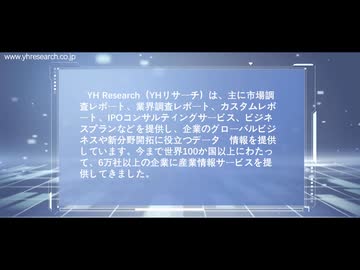 www.yhresearch.co.jp
YH Research（YHリサーチ）は、主に市場調
査レポート、業界調査レポート、カスタムレポ
ート、IPOコンサルティングサービス、ビジネ
スプランなどを提供し、企業のグローバルビジ
ネスや新分野開拓に役立つデータ　情報を提供
しています。今まで世界100か国以上にわたっ
て、6万社以上の企業に産業情報サービスを提
供してきました。